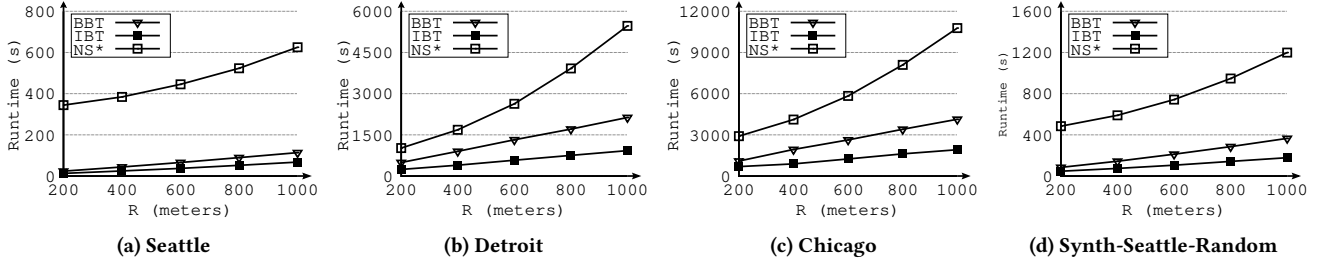 800
600
400
200
0
Runtime (s)
BBT
IBT
NS*
200 400 600 800 1000
R (meters)
(a) Seattle
6000
4500
3000
1500
0
Runtime (s)
BBT
IBT
NS*
200 400 600 800 1000
R (meters)
(b) Detroit
12000
9000
6000
3000
0
Runtime (s)
BBT
IBT
NS*
200 400 600 800 1000
R (meters)
(c) Chicago
1600
1200
800
400
0
Runtime (s)
BBT
IBT
NS*
200 400 600 800 1000
R (meters)
(d) Synth-Seattle-Random